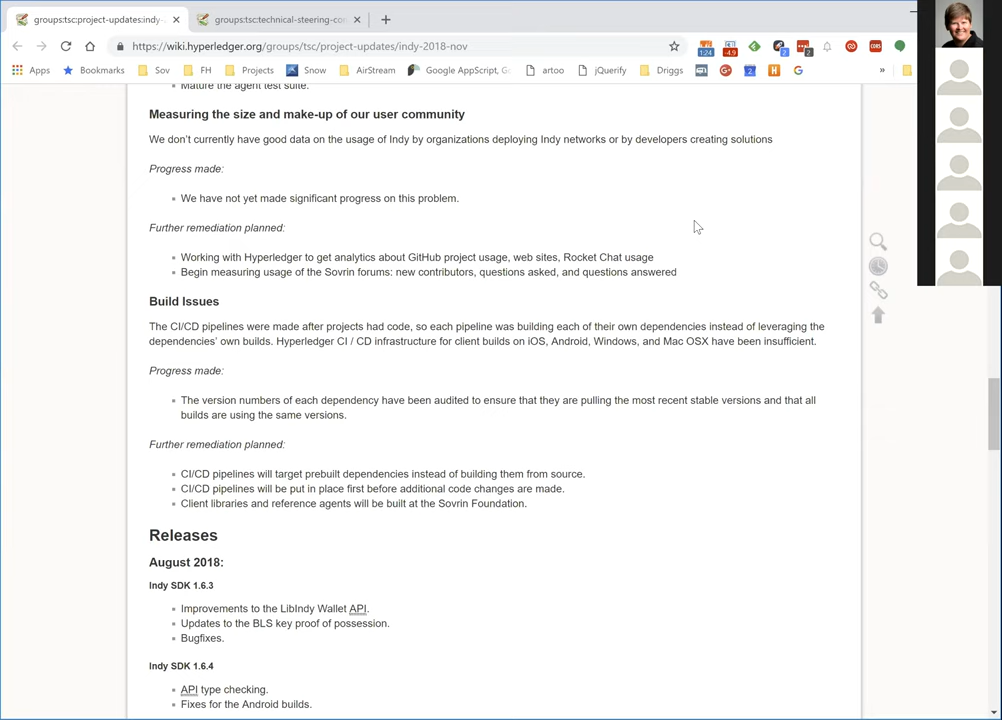 groups:tsc:project-updates:indy-
groups:tsc:technical-steering-co
https://wiki.hyperledger.org/groups/tsc/project-updates/indy-2018-nov
1:24
-4.9
2
2
CORS
Apps
Bookmarks
Sov
FH
Projects
Snow
AirStream
Google AppScript, G
artoo
jQuerify
Driggs
2
H
G
»
Mature the agent test suite.
Measuring the size and make-up of our user community
We don't currently have good data on the usage of Indy by organizations deploying Indy networks or by developers creating solutions
Progress made:
We have not yet made significant progress on this problem.
Further remediation planned:
Working with Hyperledger to get analytics about GitHub project usage, web sites, Rocket Chat usage
Begin measuring usage of the Sovrin forums: new contributors, questions asked, and questions answered
Build Issues
The CI/CD pipelines were made after projects had code, so each pipeline was building each of their own dependencies instead of leveraging the
dependencies' own builds. Hyperledger CI / CD infrastructure for client builds on iOS, Android, Windows, and Mac OSX have been insufficient.
Progress made:
The version numbers of each dependency have been audited to ensure that they are pulling the most recent stable versions and that all
builds are using the same versions.
Further remediation planned:
CI/CD pipelines will target prebuilt dependencies instead of building them from source.
CI/CD pipelines will be put in place first before additional code changes are made.
Client libraries and reference agents will be built at the Sovrin Foundation.
Releases
August 2018:
Indy SDK 1.6.3
Improvements to the LibIndy Wallet API.
Updates to the BLS key proof of possession.
Bugfixes.
Indy SDK 1.6.4
API type checking.
Fixes for the Android builds.